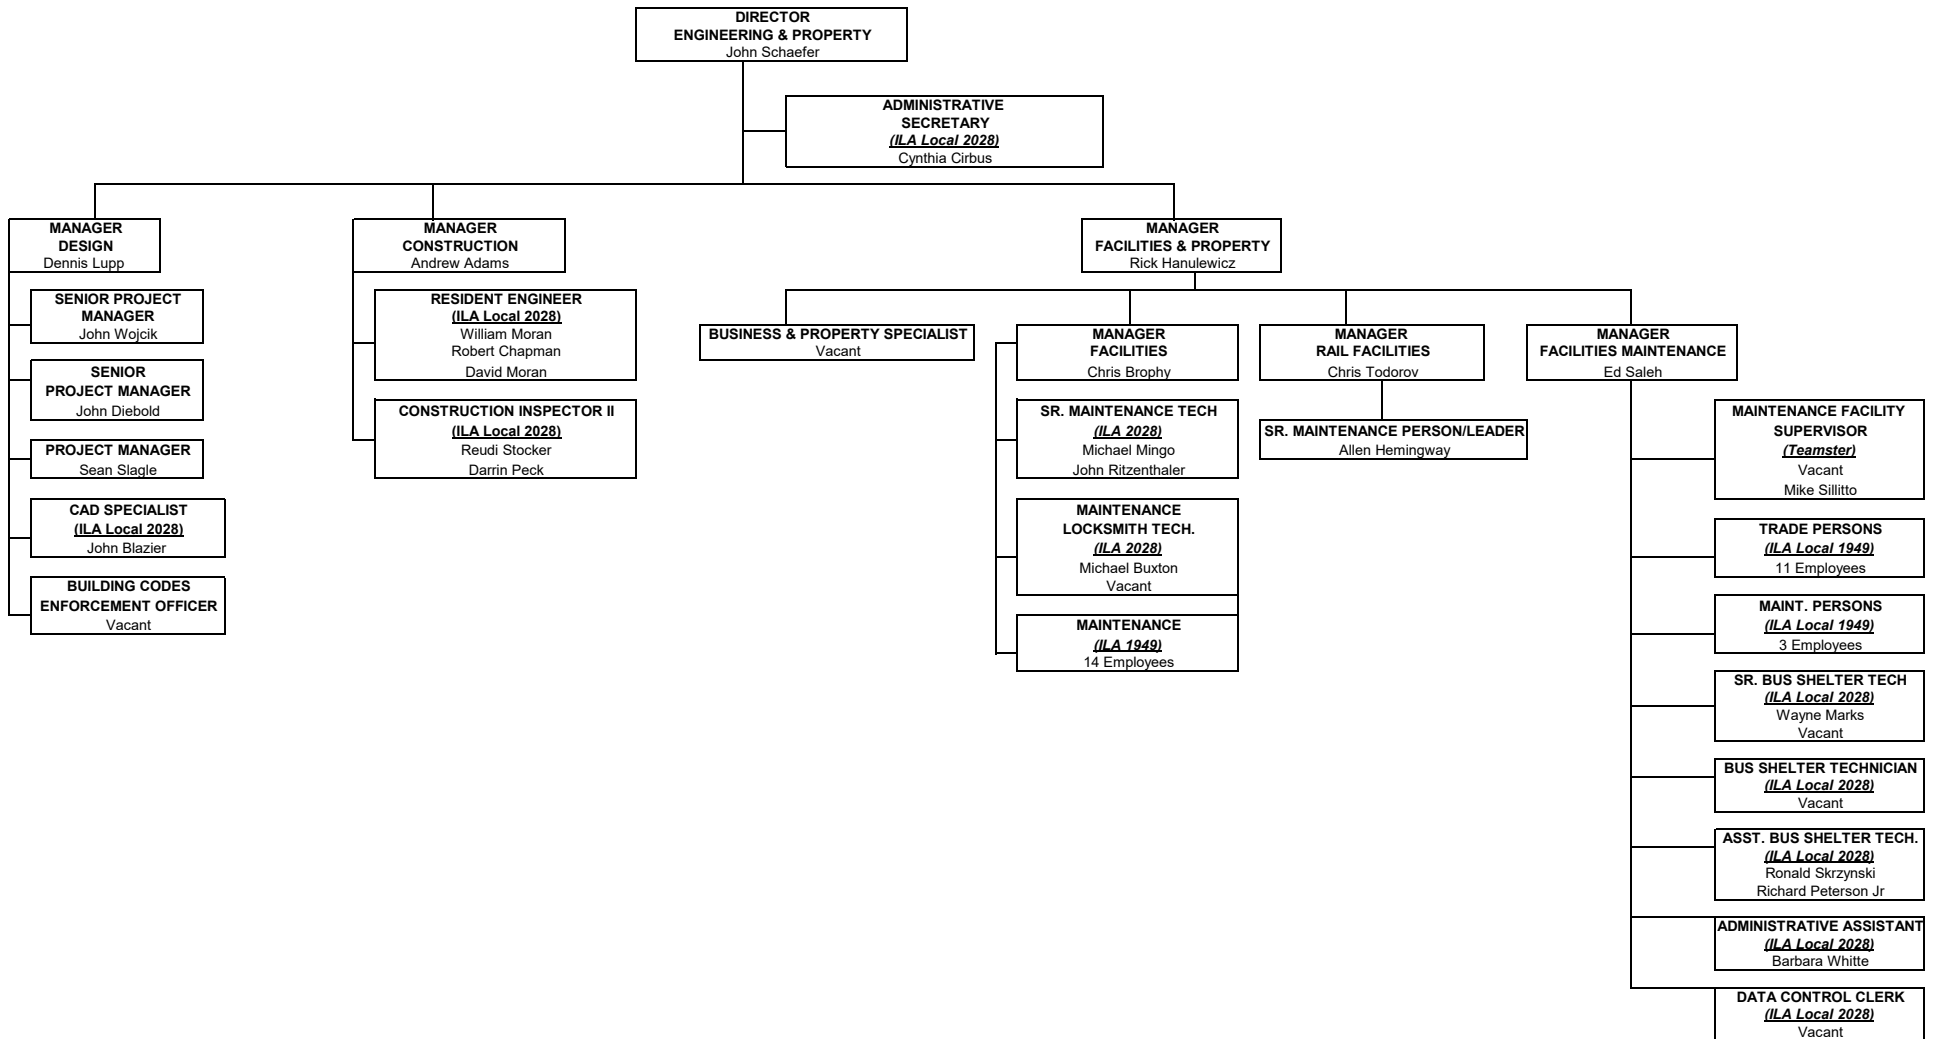 DIRECTOR
ENGINEERING & PROPERTY
John Schaefer
ADMINISTRATIVE
SECRETARY
(ILA Local 2028)
Cynthia Cirbus
MANAGER
DESIGN
Dennis Lupp
SENIOR PROJECT
MANAGER
John Wojcik
SENIOR
PROJECT MANAGER
John Diebold
PROJECT MANAGER
Sean Slagle
CAD SPECIALIST
(ILA Local 2028)
John Blazier
BUILDING CODES
ENFORCEMENT OFFICER
Vacant
MANAGER
CONSTRUCTION
Andrew Adams
RESIDENT ENGINEER
(ILA Local 2028)
William Moran
Robert Chapman
David Moran
CONSTRUCTION INSPECTOR II
(ILA Local 2028)
Reudi Stocker
Darrin Peck
MANAGER
FACILITIES & PROPERTY
Rick Hanulewicz
BUSINESS & PROPERTY SPECIALIST
Vacant
MANAGER
FACILITIES
Chris Brophy
SR. MAINTENANCE TECH
(ILA 2028)
Michael Mingo
John Ritzenthaler
MAINTENANCE
LOCKSMITH TECH.
(ILA 2028)
Michael Buxton
Vacant
MAINTENANCE
(ILA 1949)
14 Employees
MANAGER
RAIL FACILITIES
Chris Todorov
SR. MAINTENANCE PERSON/LEADER
Allen Hemingway
MANAGER
FACILITIES MAINTENANCE
Ed Saleh
MAINTENANCE FACILITY
SUPERVISOR
(Teamster)
Vacant
Mike Sillitto
TRADE PERSONS
(ILA Local 1949)
11 Employees
MAINT. PERSONS
(ILA Local 1949)
3 Employees
SR. BUS SHELTER TECH
(ILA Local 2028)
Wayne Marks
Vacant
BUS SHELTER TECHNICIAN
(ILA Local 2028)
Vacant
ASST. BUS SHELTER TECH.
(ILA Local 2028)
Ronald Skrzynski
Richard Peterson Jr
ADMINISTRATIVE ASSISTANT
(ILA Local 2028)
Barbara Whitte
DATA CONTROL CLERK
(ILA Local 2028)
Vacant